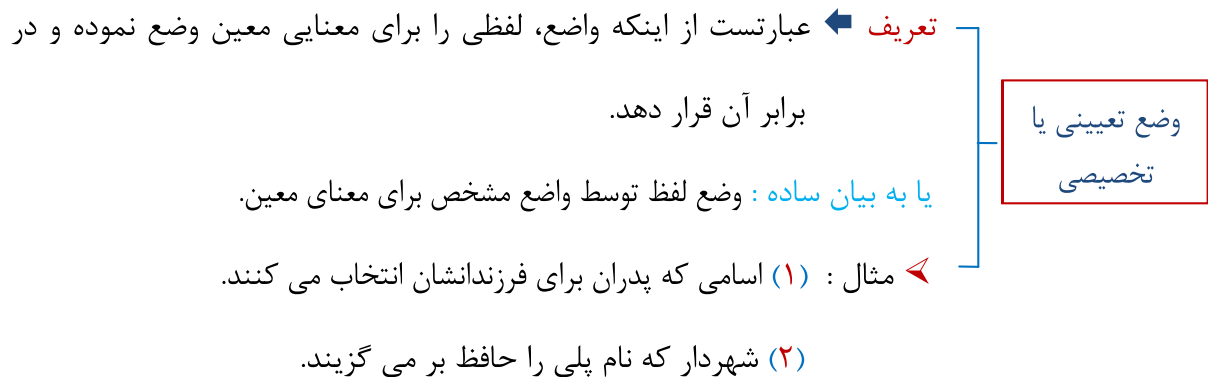 وضع تعیینی یا
تخصیصی
تعریف عبارتست از اینکه واضع، لفظی را برای معنایی معین وضع نموده و در
برابر آن قرار دهد.
یا به بیان ساده : وضع لفظ توسط واضع مشخص برای معنای معین.
مثال : (۱) اسامی که پدران برای فرزندانشان انتخاب می کنند.
(۲) شهردار که نام پلی را حافظ بر می گزیند.